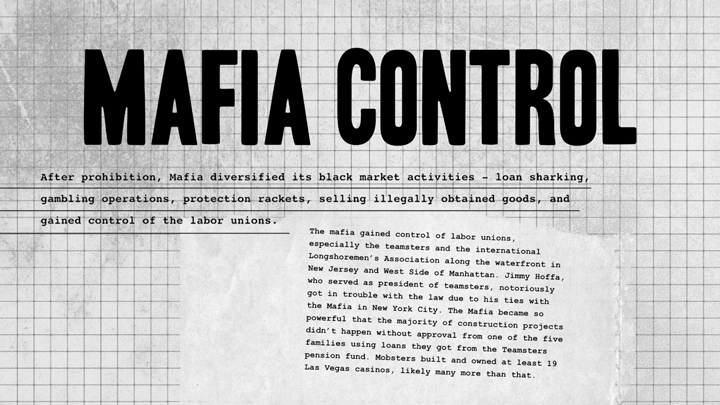 MAFIA CONTROL
After prohibition, Mafia diversified its black market activities – loan sharking,
gambling operations, protection rackets, selling illegally obtained goods, and
gained control of the labor unions.
The mafia gained control of labor unions,
especially the teamsters and the international
Longshoremen's Association along the waterfront in
New Jersey and West Side of Manhattan. Jimmy Hoffa,
who served as president of teamsters, notoriously
got in trouble with the law due to his ties with
the Mafia in New York City. The Mafia became so
powerful that the majority of construction projects
didn't happen without approval from one of the five
families using loans they got from the Teamsters
pension fund. Mobsters built and owned at least 19
Las Vegas casinos, likely many more than that.